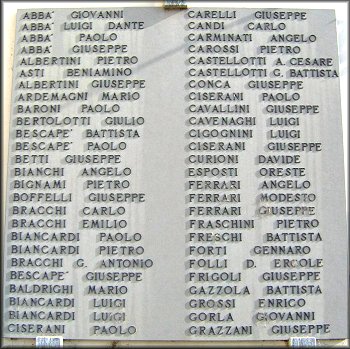 ABBA' GIOVANNI
ABBA' LUIGI DANTE
ABBA' PAOLO
ABBA' GIUSEPPE
ALBERTINI PIETRO
ASTI BENIAMINO
ALBERTINI GIUSEPPE
ARDEMAGNI MARIO
BARONI PAOLO
BERTOLOTTI GIULIO
BESCAPE' BATTISTA
BESCAPE' PAOLO
BETTI GIUSEPPE
BIANCHI ANGELO
BIGNAMI PIETRO
BOFFELLI GIUSEPPE
BRACCHI CARLO
BRACCHI EMILIO
BIANCARDI PAOLO
BIANCARDI PIETRO
BRACCHI G. ANTONIO
BESCAPE' GIUSEPPE
BALDRIGHI MARIO
BIANCARDI LUIGI
BIANCARDI LUIGI
CISERANI PAOLO
CARELLI GIUSEPPE
CANDI CARLO
CARMINATI ANGELO
CAROSSI PIETRO
CASTELLOTTI A. CESARE
CASTELLOTTI G. BATTISTA
CONCA GIUSEPPE
CISERANI PAOLO
CAVALLINI GIUSEPPE
CAVENAGHI LUIGI
CIGOGNINI LUIGI
CISERANI GIUSEPPE
CURIONI DAVIDE
ESPOSTI ORESTE
FERRARI ANGELO
FERRARI MODESTO
FERRARI GIUSEPPE
FRASCHINI PIETRO
FRESCHI BATTISTA
FORTI GENNARO
FOLLI D. ERCOLE
FRIGOLI GIUSEPPE
GAZZOLA BATTISTA
GROSSI ENRICO
GORLA GIOVANNI
GRAZZANI GIUSEPPE